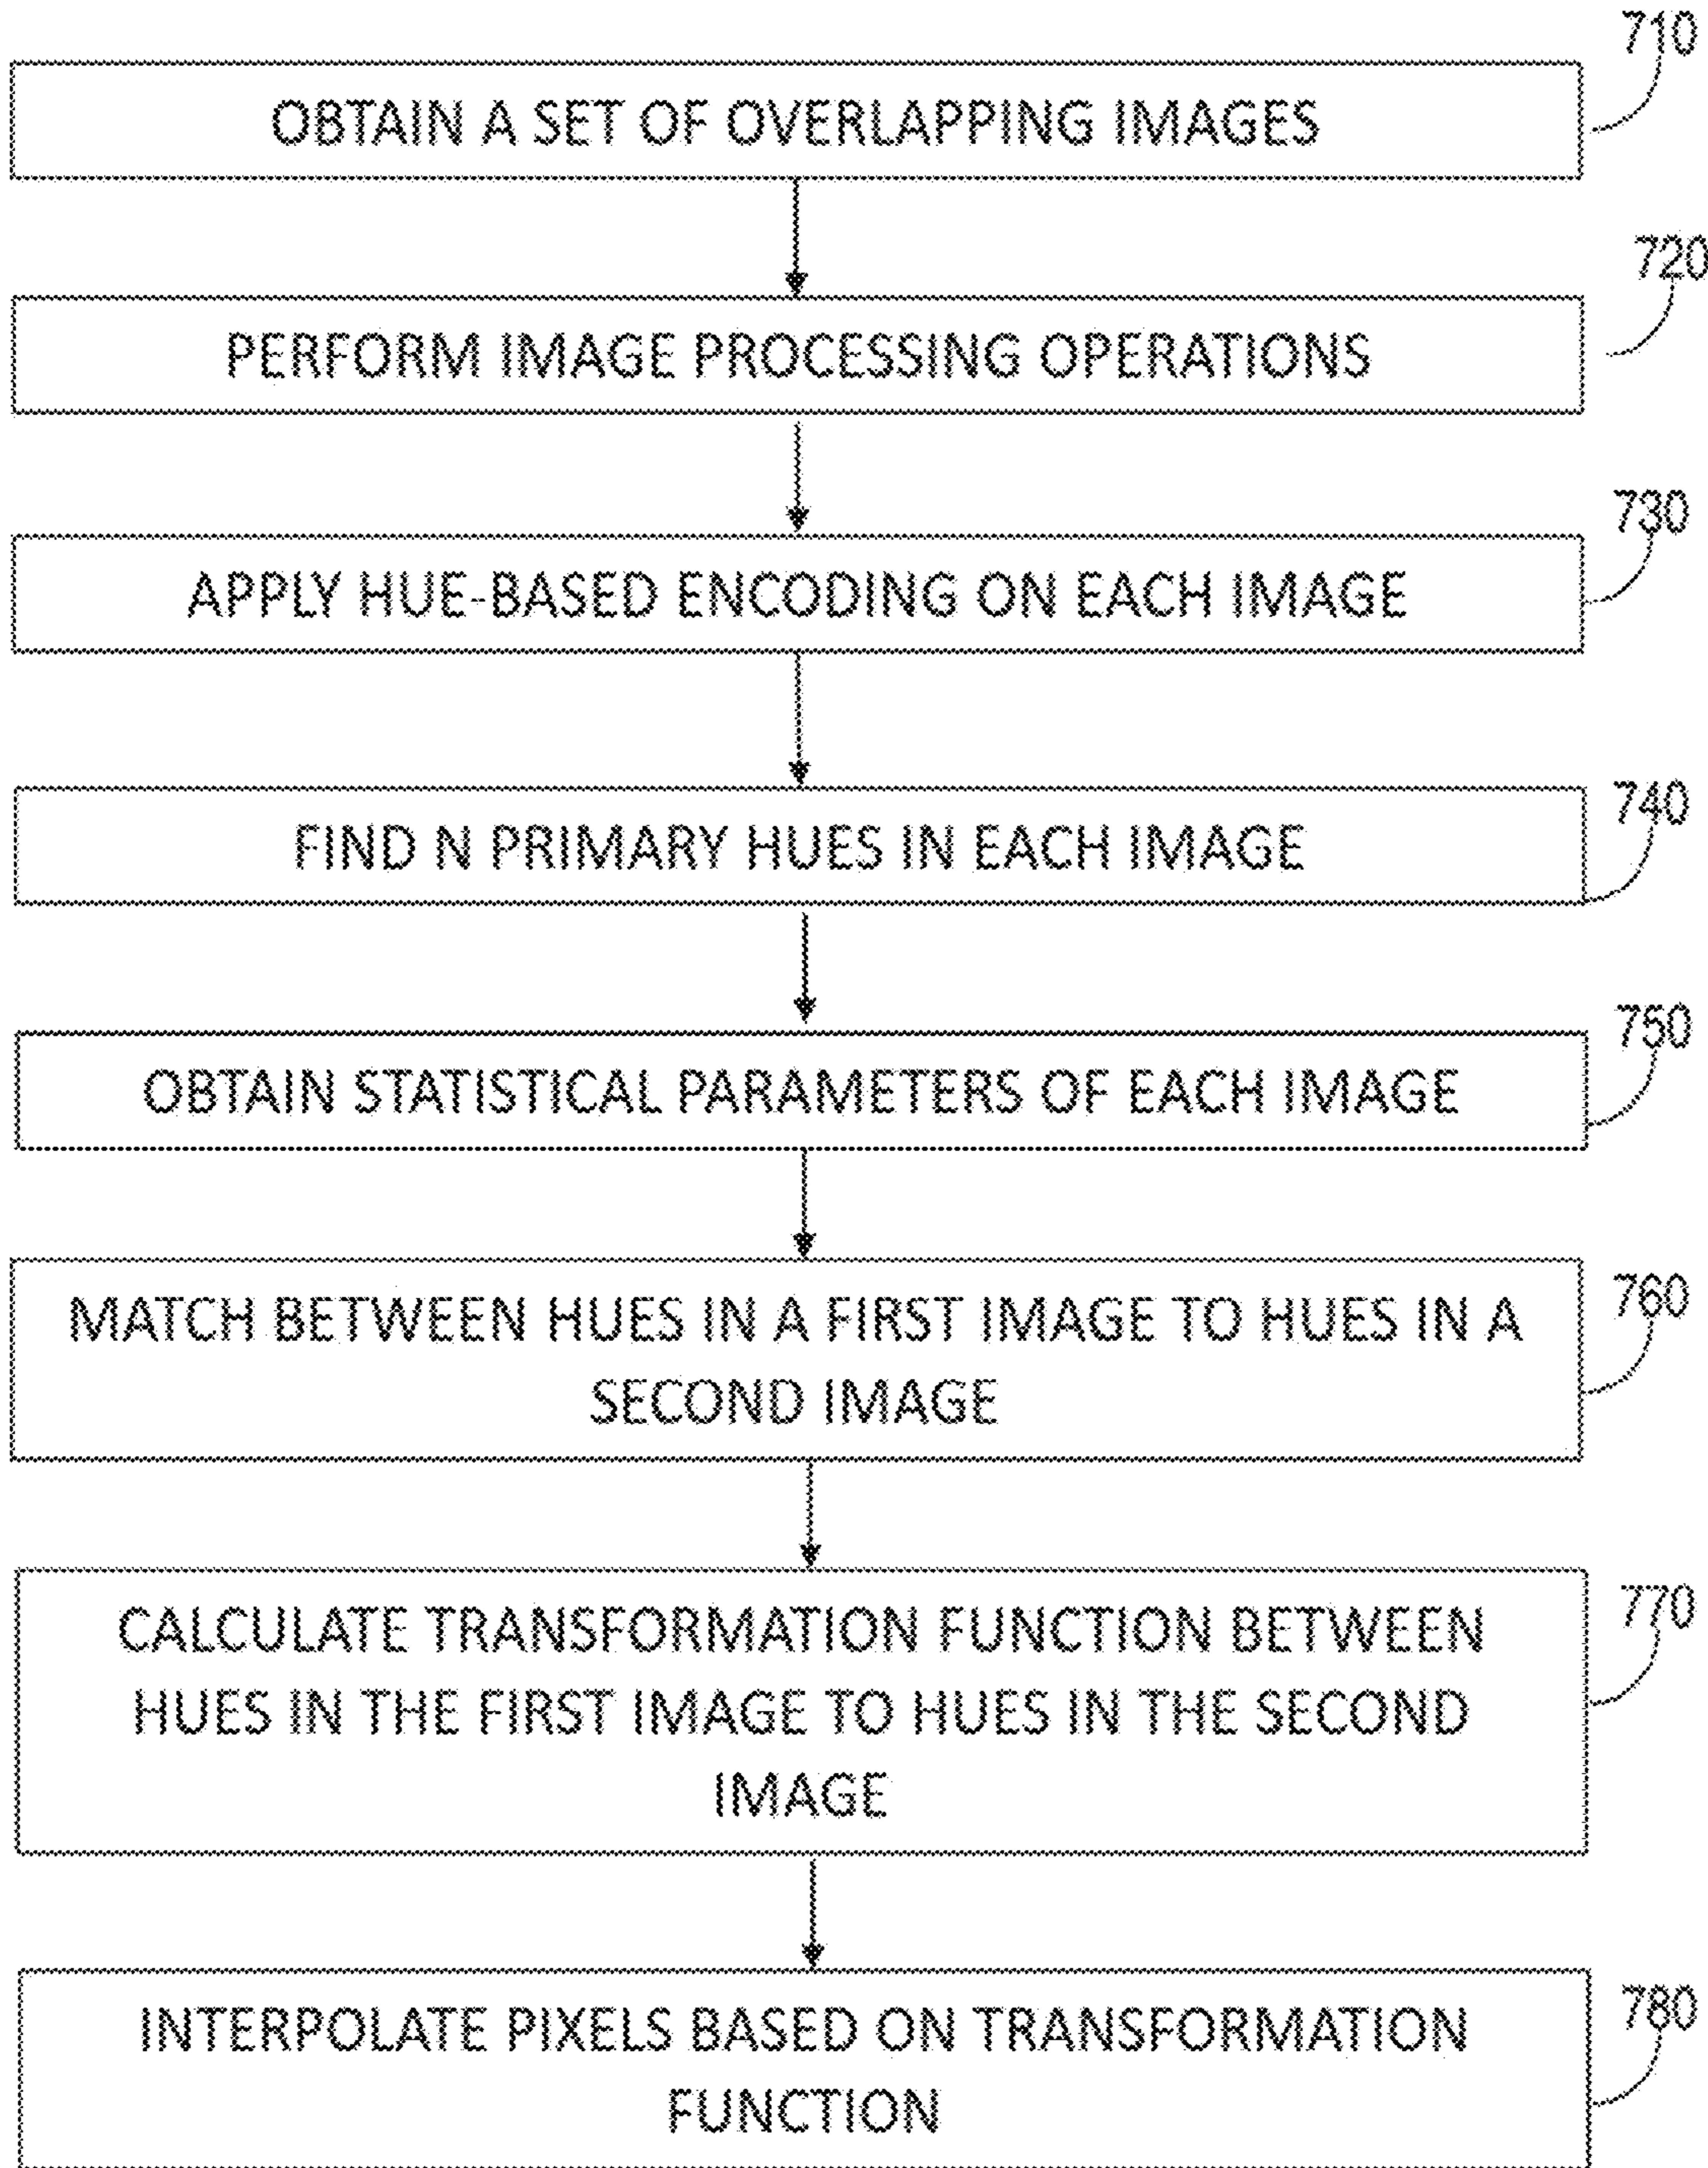 710
OBTAIN A SET OF OVERLAPPING IMAGES
720
PERFORM IMAGE PROCESSING OPERATIONS
730
APPLY HUE-BASED ENCODING ON EACH IMAGE
740
FIND N PRIMARY HUES IN EACH IMAGE
750
OBTAIN STATISTICAL PARAMETERS OF EACH IMAGE
760
MATCH BETWEEN HUES IN A FIRST IMAGE TO HUES IN A
SECOND IMAGE
770
CALCULATE TRANSFORMATION FUNCTION BETWEEN
HUES IN THE FIRST IMAGE TO HUES IN THE SECOND
IMAGE
780
INTERPOLATE PIXELS BASED ON TRANSFORMATION
FUNCTION